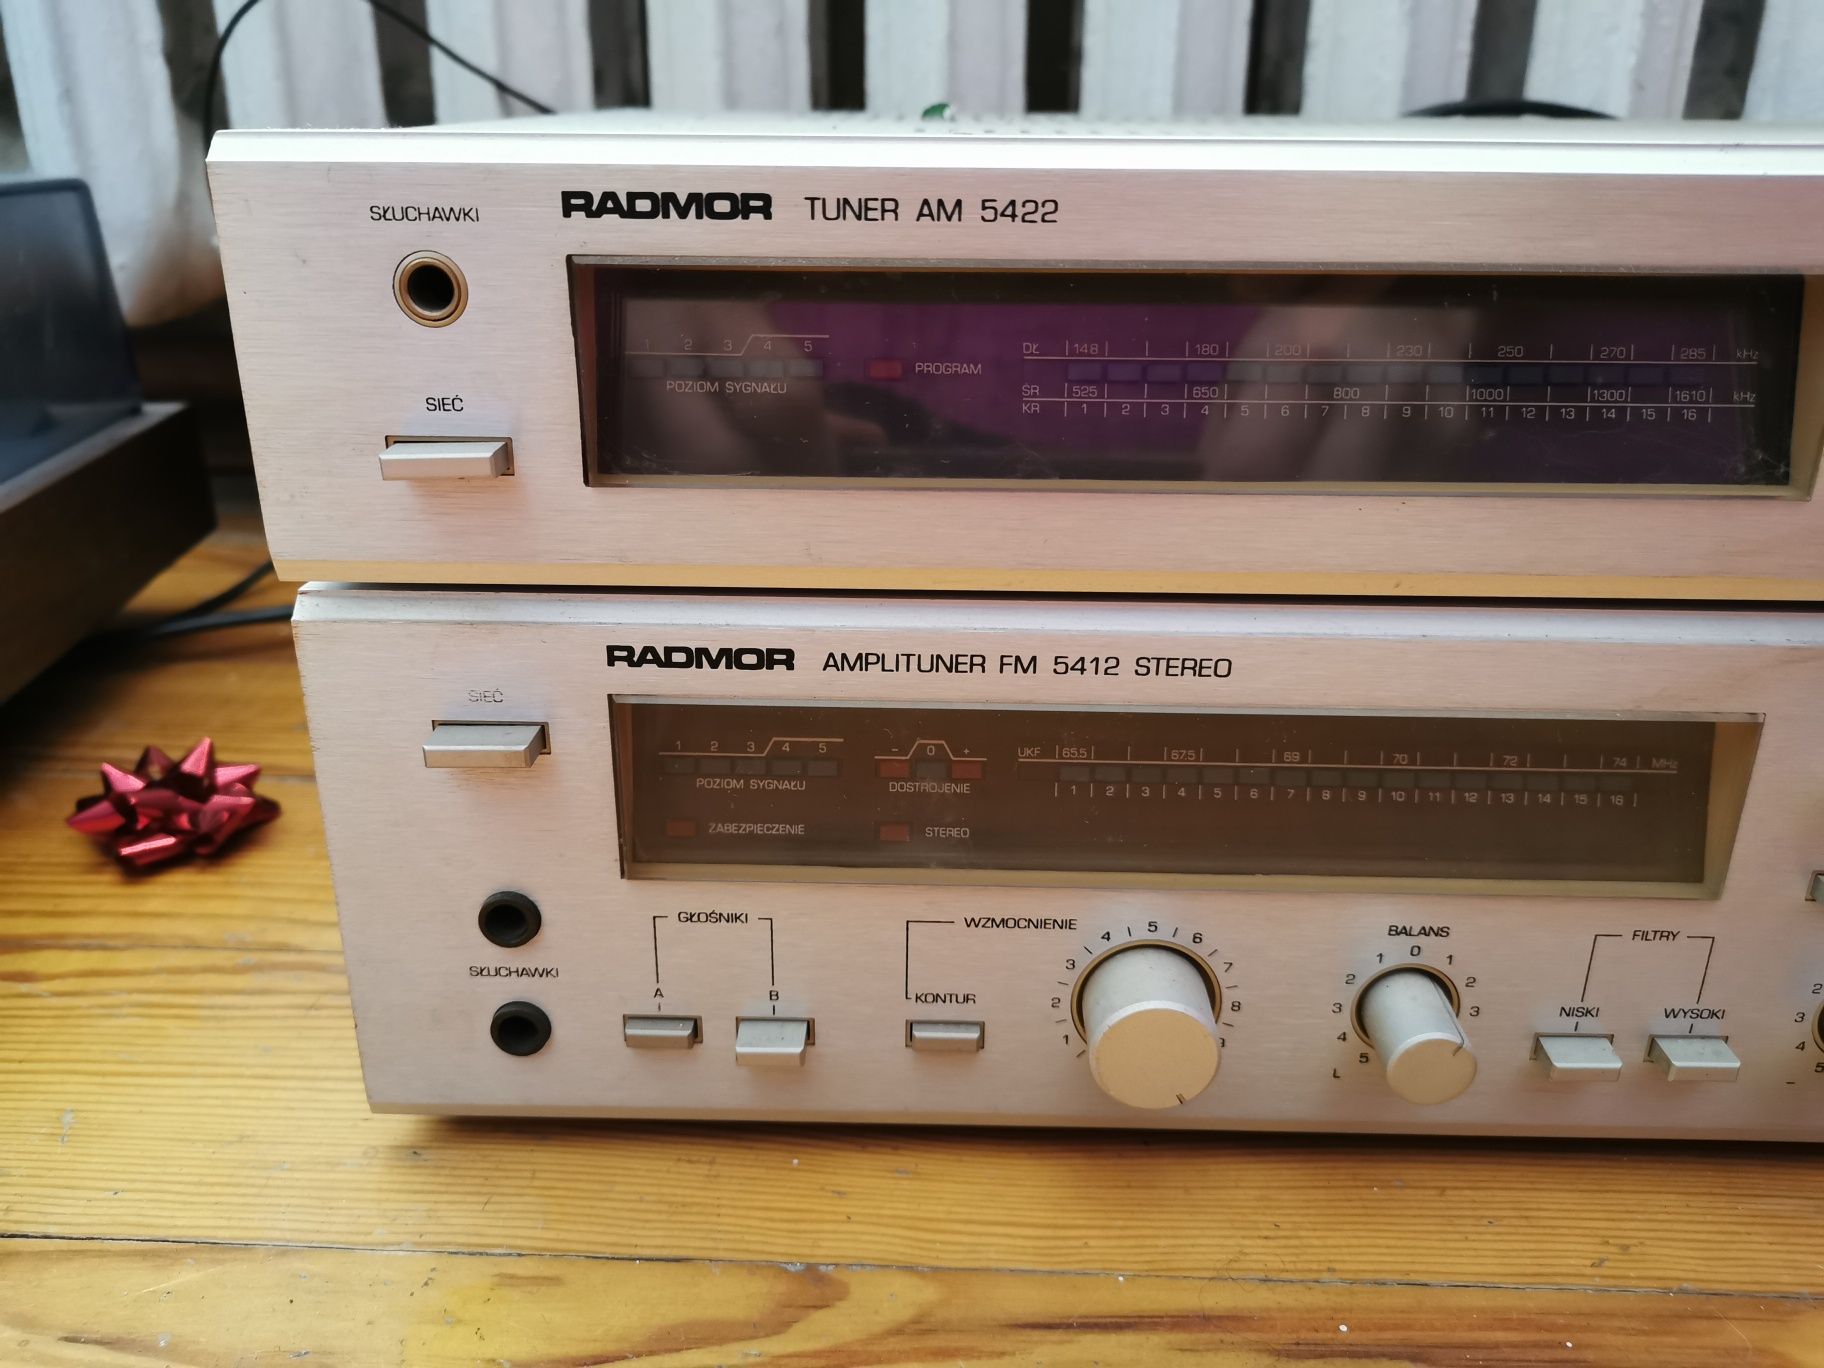 RADMOR TUNER AM 5422
SŁUCHAWKI
SIEĆ
1 2 3 4 5
POZIOM SYGNAŁU
PROGRAM
DŁ 148 180 200 230 250 270 285 kHz
ŚR 525 650 800 1000 1300 1610 kHz
KR 1 2 3 4 5 6 7 8 9 10 11 12 13 14 15 16
RADMOR AMPLITUNER FM 5412 STEREO
SIEĆ
1 2 3 4 5
POZIOM SYGNAŁU
- 0 +
DOSTROJENIE
UKF 65.5 67.5 69 70 72 74 MHz
1 2 3 4 5 6 7 8 9 10 11 12 13 14 15 16
ZABEZPIECZENIE
STEREO
SŁUCHAWKI
GŁOŚNIKI
A B
WZMOCNIENIE
KONTUR
1 2 3 4 5 6 7 8
BALANS
5 4 3 2 1 0 1 2 3
L
FILTRY
NISKI WYSOKI
2
3
4
5
-